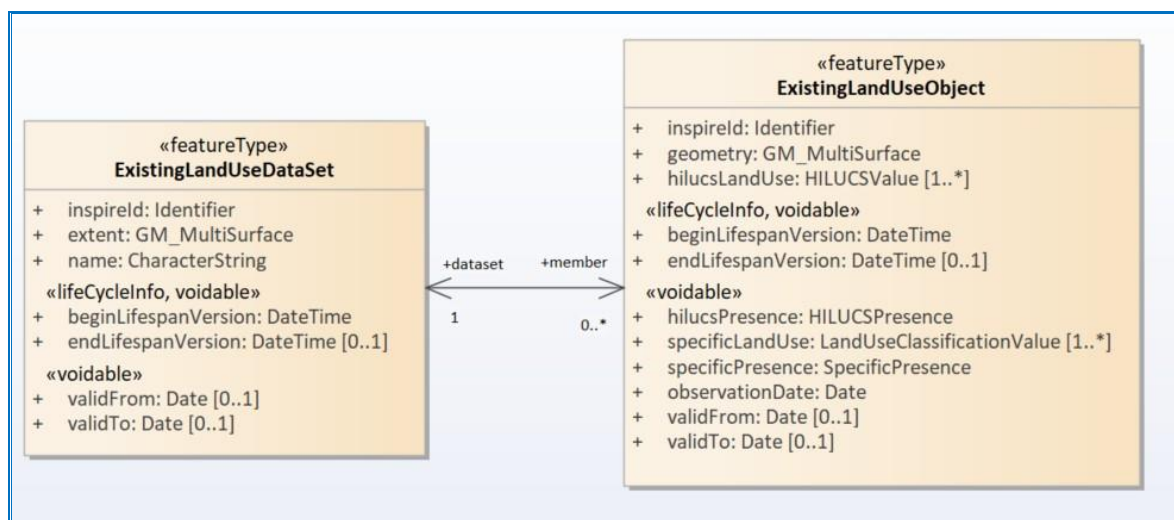 «featureType»
ExistingLandUseDataSet
+ inspireId: Identifier
+ extent: GM_MultiSurface
+ name: CharacterString
«lifeCycleInfo, voidable»
+ beginLifespanVersion: DateTime
+ endLifespanVersion: DateTime [0..1]
«voidable»
+ validFrom: Date [0..1]
+ validTo: Date [0..1]
+dataset
+member
1
0..*
«featureType»
ExistingLandUseObject
+ inspireId: Identifier
+ geometry: GM_MultiSurface
+ hilucsLandUse: HILUCSValue [1..*]
«lifeCycleInfo, voidable»
+ beginLifespanVersion: DateTime
+ endLifespanVersion: DateTime [0..1]
«voidable»
+ hilucsPresence: HILUCSPresence
+ specificLandUse: LandUseClassificationValue [1..*]
+ specificPresence: SpecificPresence
+ observationDate: Date
+ validFrom: Date [0..1]
+ validTo: Date [0..1]